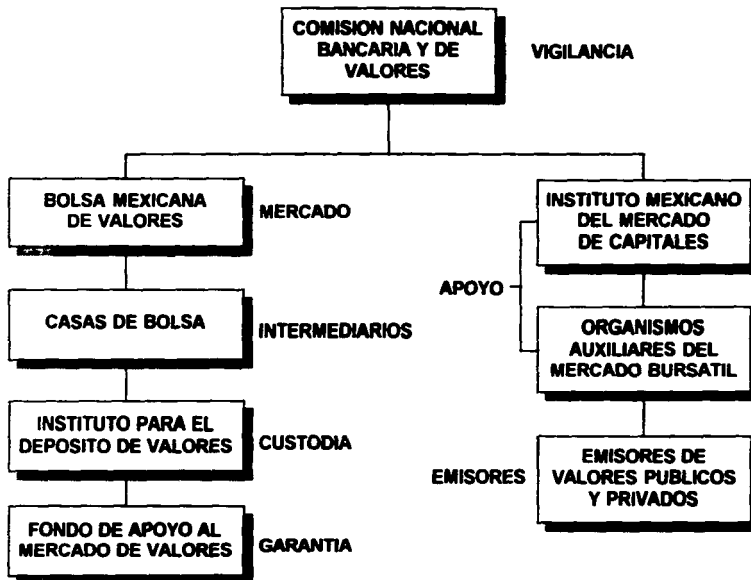 COMISION NACIONAL
BANCARIA Y DE
VALORES
VIGILANCIA
BOLSA MEXICANA
DE VALORES
MERCADO
CASAS DE BOLSA
INTERMEDIARIOS
INSTITUTO PARA EL
DEPOSITO DE VALORES
CUSTODIA
FONDO DE APOYO AL
MERCADO DE VALORES
GARANTIA
INSTITUTO MEXICANO
DEL MERCADO
DE CAPITALES
APOYO
ORGANISMOS
AUXILIARES DEL
MERCADO BURSATIL
EMISORES
EMISORES DE
VALORES PUBLICOS
Y PRIVADOS